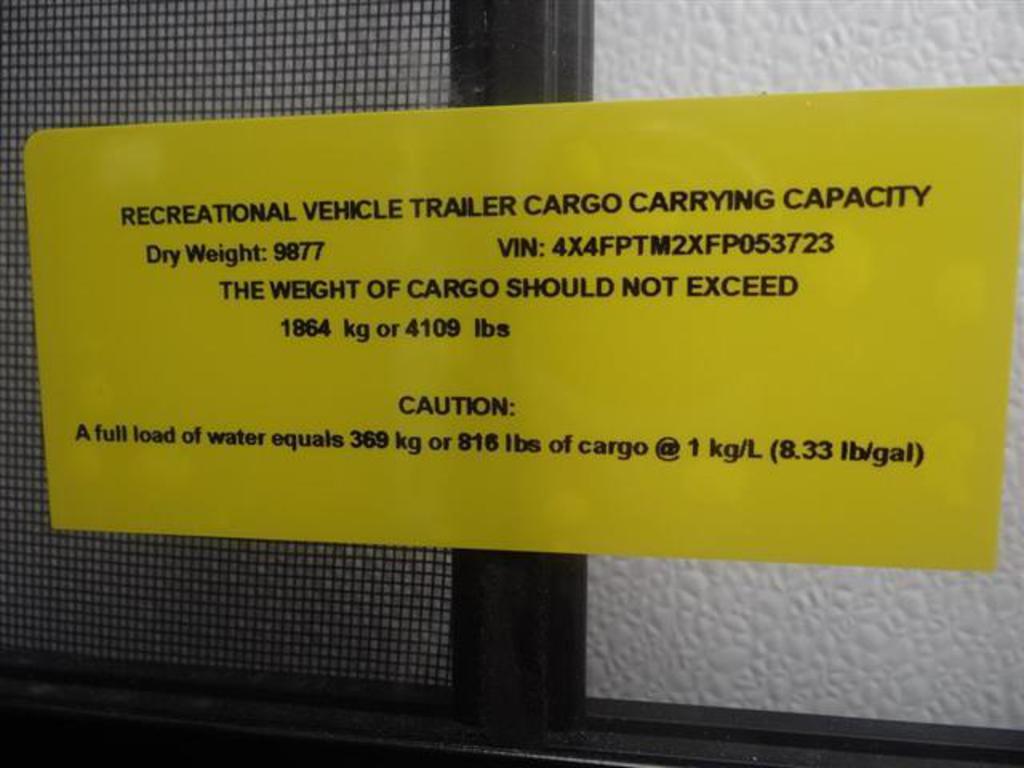 RECREATIONAL VEHICLE TRAILER CARGO CARRYING CAPACITY
Dry Weight: 9877 VIN: 4X4FPTM2XFP053723
THE WEIGHT OF CARGO SHOULD NOT EXCEED
1864 kg or 4109 lbs
CAUTION:
A full load of water equals 369 kg or 816 lbs of cargo @ 1 kg/L (8.33 lb/gal)